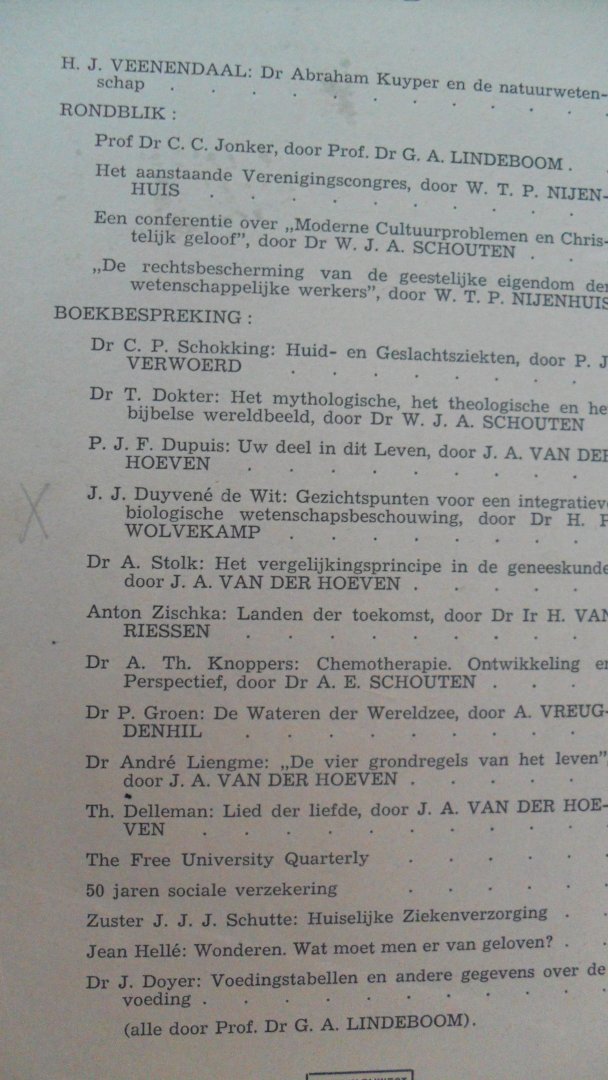 H. J. VEENENDAAL: Dr Abraham Kuyper en de natuurweten-
schap . . . . . . . . . .
RONDBLIK :
Prof Dr C. C. Jonker, door Prof. Dr G. A. LINDEBOOM . .
Het aanstaande Verenigingscongres, door W. T. P. NIJEN-
HUIS . . . . . . . . .
Een conferentie over „Moderne Cultuurproblemen en Chris-
telijk geloof”, door Dr W. J. A. SCHOUTEN . .
„De rechtsbescherming van de geestelijke eigendom der
wetenschappelijke werkers”, door W. T. P. NIJENHUIS
BOEKBESPREKING :
Dr C. P. Schokking: Huid- en Geslachtsziekten, door P. J.
VERWOERD . . . . . . .
Dr T. Dokter: Het mythologische, het theologische en he
bijbelse wereldbeeld, door Dr W. J. A. SCHOUTEN
P. J. F. Dupuis: Uw deel in dit Leven, door J. A. VAN DER
HOEVEN . . . . . . . .
J. J. Duyvené de Wit: Gezichtspunten voor een integratieve
biologische wetenschapsbeschouwing, door Dr H. P
WOLVEKAMP . . . . . . .
Dr A. Stolk: Het vergelijkingsprincipe in de geneeskunde
door J. A. VAN DER HOEVEN . . . . .
Anton Zischka: Landen der toekomst, door Dr Ir H. VAN
RIESSEN . . . . . . . .
Dr A. Th. Knoppers: Chemotherapie. Ontwikkeling en
Perspectief, door Dr A. E. SCHOUTEN . . .
Dr P. Groen: De Wateren der Wereldzee, door A. VREUG-
DENHIL . . . . . . . .
Dr André Liengme: „De vier grondregels van het leven”,
door J. A. VAN DER HOEVEN . . . . .
Th. Delleman: Lied der liefde, door J. A. VAN DER HOE-
VEN . . . . . . . . .
The Free University Quarterly . . . . .
50 jaren sociale verzekering . . . . .
Zuster J. J. J. Schutte: Huiselijke Ziekenverzorging . .
Jean Hellé: Wonderen. Wat moet men er van geloven? . .
Dr J. Doyer: Voedingstabellen en andere gegevens over de
voeding . . . . . . . . .
(alle door Prof. Dr G. A. LINDEBOOM).